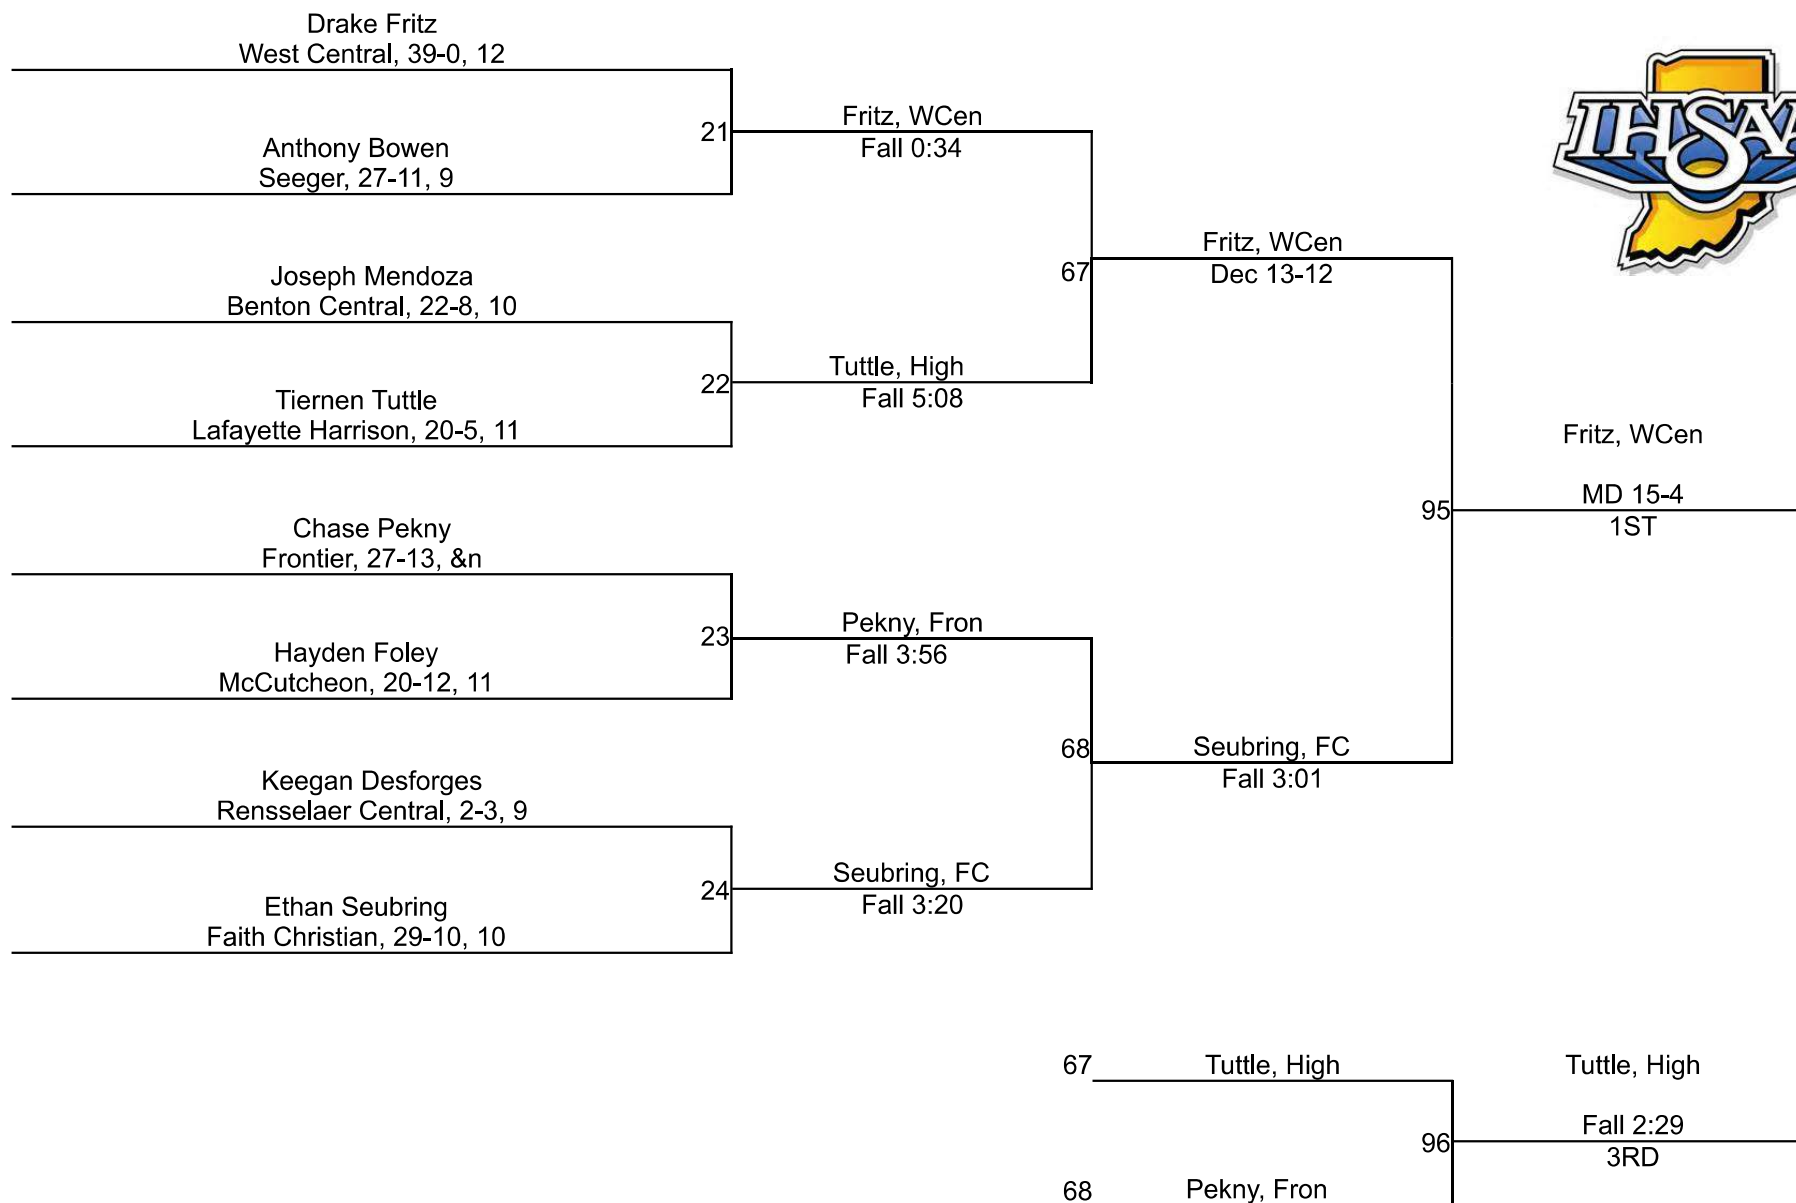 Drake Fritz
West Central, 39-0, 12
21
Fritz, WCen
Fall 0:34
Anthony Bowen
Seeger, 27-11, 9
IHSAA
67
Fritz, WCen
Dec 13-12
Joseph Mendoza
Benton Central, 22-8, 10
22
Tuttle, High
Fall 5:08
Tiernen Tuttle
Lafayette Harrison, 20-5, 11
95
Fritz, WCen
MD 15-4
1ST
Chase Pekny
Frontier, 27-13, &n
23
Pekny, Fron
Fall 3:56
Hayden Foley
McCutcheon, 20-12, 11
68
Seubring, FC
Fall 3:01
Keegan Desforges
Rensselaer Central, 2-3, 9
24
Seubring, FC
Fall 3:20
Ethan Seubring
Faith Christian, 29-10, 10
67
Tuttle, High
Tuttle, High
96
Fall 2:29
3RD
68
Pekny, Fron